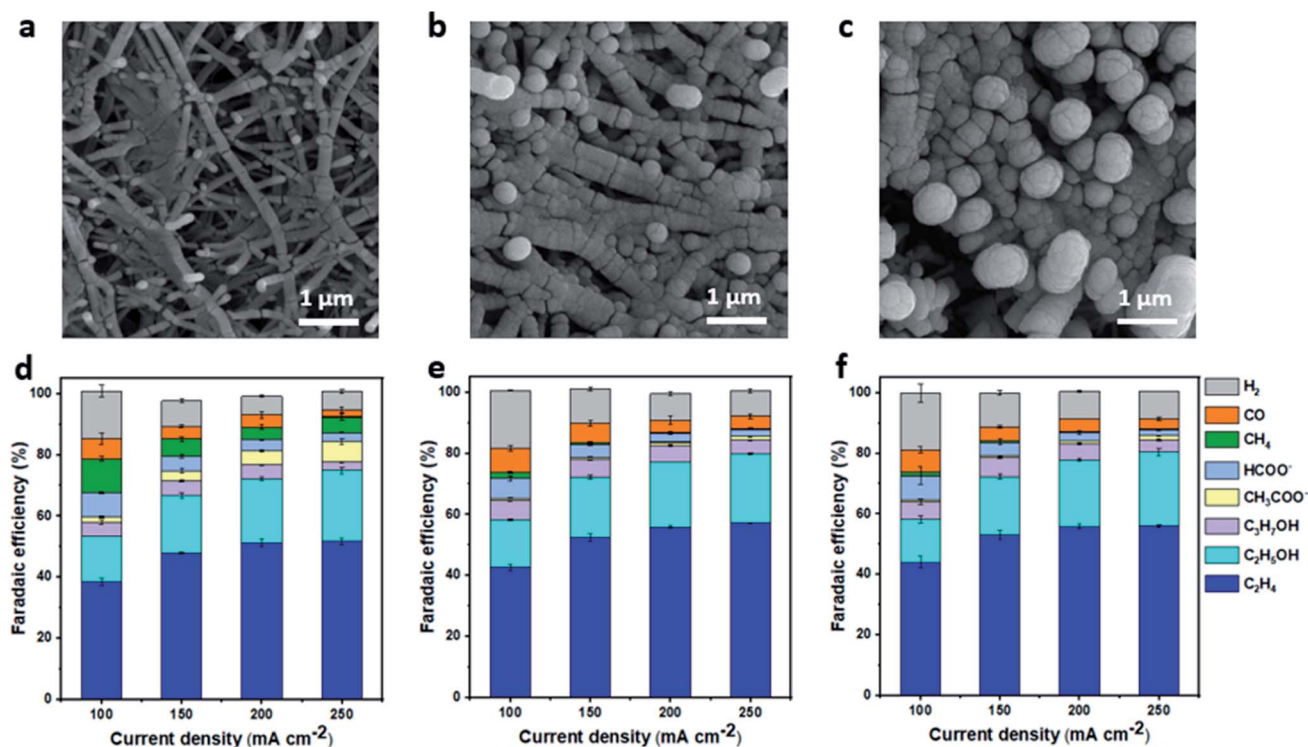 a
b
c
1 μm
1 μm
1 μm
d
e
f
Faradaic efficiency (%)
100
80
60
40
20
0
100
150
200
250
Current density (mA cm⁻²)
Faradaic efficiency (%)
100
80
60
40
20
0
100
150
200
250
Current density (mA cm⁻²)
Faradaic efficiency (%)
100
80
60
40
20
0
100
150
200
250
Current density (mA cm⁻²)
H₂
CO
CH₄
HCOO⁻
CH₃COO⁻
C₃H₇OH
C₂H₅OH
C₂H₄